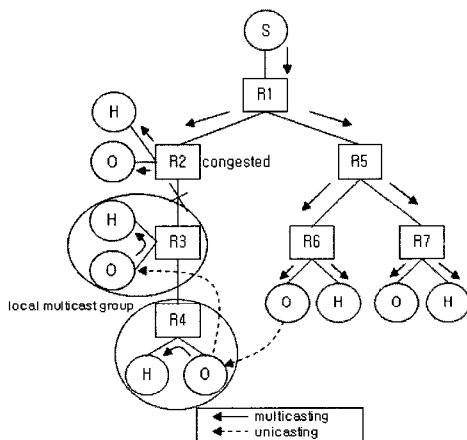 S
R1
H
O
R2
congested
R5
H
R3
O
R6
R7
O
H
O
H
local multicast group
R4
H
O
multicasting
unicasting